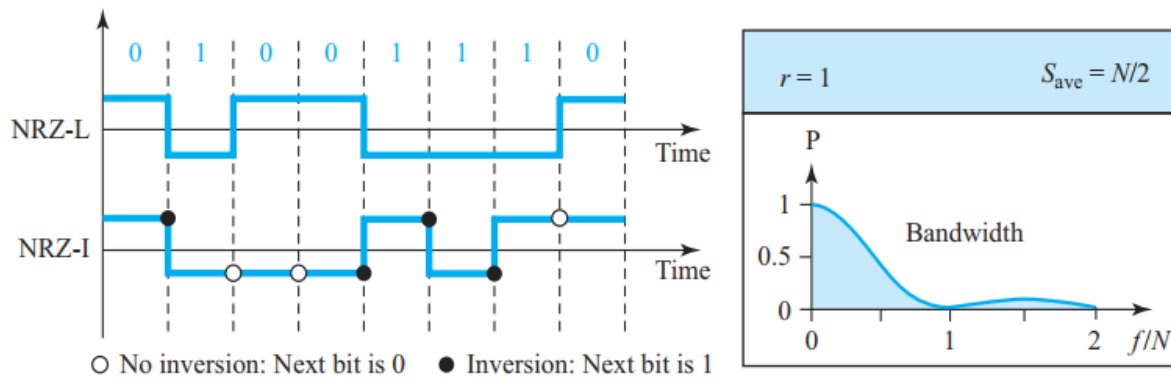 0 1 0 0 1 1 1 0
NRZ-L
Time
NRZ-I
Time
○ No inversion: Next bit is 0 ● Inversion: Next bit is 1
r = 1 S_ave = N/2
P
1
Bandwidth
0.5
0
0 1 2 f/N